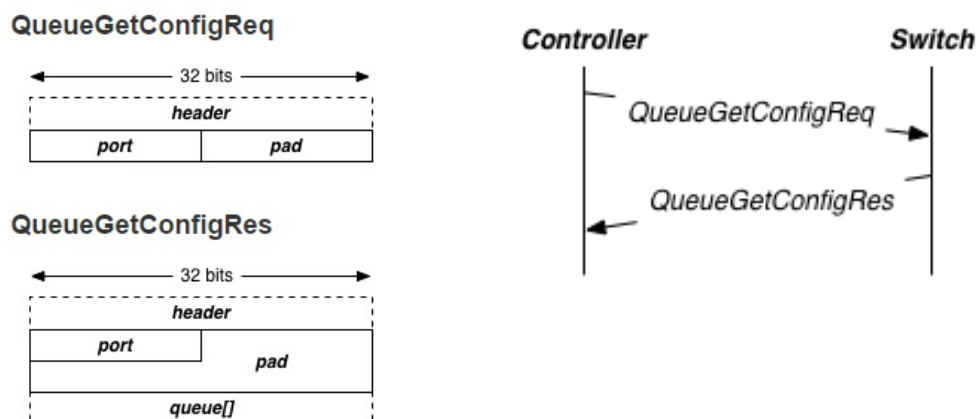 QueueGetConfigReq
32 bits
header
port pad
QueueGetConfigRes
32 bits
header
port
pad
queue[]
Controller Switch
QueueGetConfigReq
QueueGetConfigRes